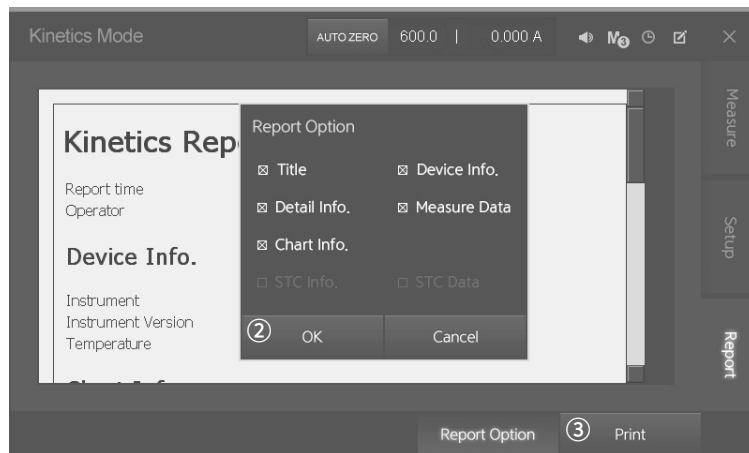 Kinetics Mode AUTO ZERO 600.0 | 0.000 A M3
Measure
Setup
Report
Kinetics Rep
Report time
Operator
Device Info.
Instrument
Instrument Version
Temperature
Report Option
Title Device Info.
Detail Info. Measure Data
Chart Info.
STC Info. STC Data
② OK Cancel
Report Option ③ Print